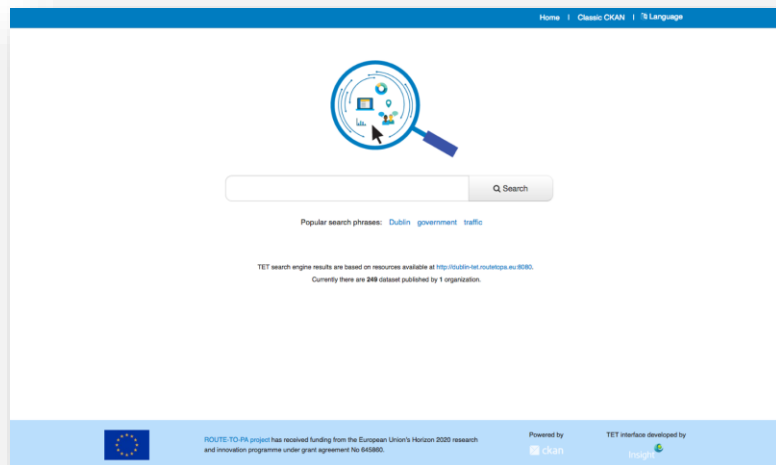 Home | Classic CKAN | Language
Search
Popular search phrases: Dublin government traffic
TET search engine results are based on resources available at http://dublin-tet.routetopa.eu:8080.
Currently there are 249 dataset published by 1 organization.
ROUTE-TO-PA project has received funding from the European Union's Horizon 2020 research
and innovation programme under grant agreement No 645860.
Powered by
ckan
TET interface developed by
Insight